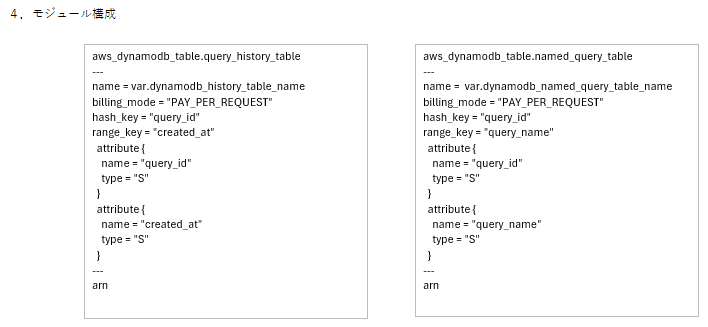 4．モジュール構成
aws_dynamodb_table.query_history_table
---
name = var.dynamodb_history_table_name
billing_mode = "PAY_PER_REQUEST"
hash_key = "query_id"
range_key = "created_at"
attribute {
name = "query_id"
type = "S"
}
attribute {
name = "created_at"
type = "S"
}
---
arn
aws_dynamodb_table.named_query_table
---
name = var.dynamodb_named_query_table_name
billing_mode = "PAY_PER_REQUEST"
hash_key = "query_id"
range_key = "query_name"
attribute {
name = "query_id"
type = "S"
}
attribute {
name = "query_name"
type = "S"
}
---
arn